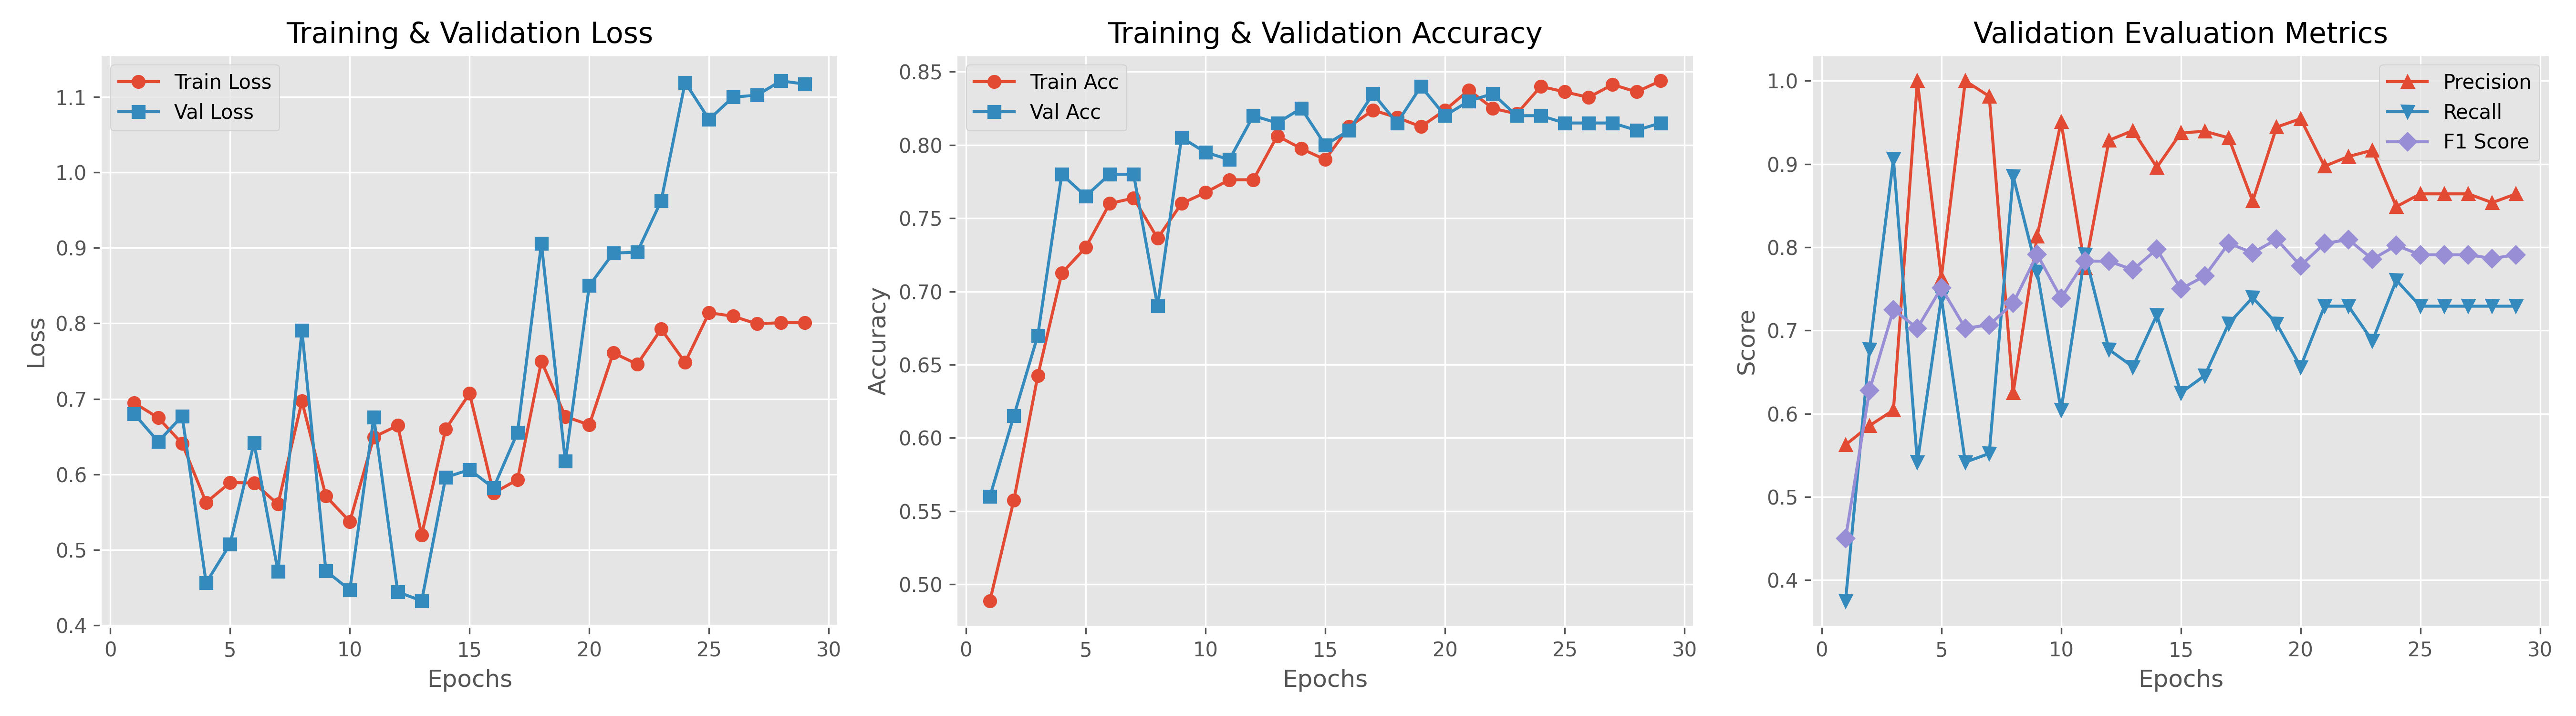 Training & Validation Loss
Train Loss
Val Loss
1.1
1.0
0.9
0.8
0.7
0.6
0.5
0.4
Loss
0
5
10
15
20
25
30
Epochs
Training & Validation Accuracy
Train Acc
Val Acc
0.85
0.80
0.75
0.70
0.65
0.60
0.55
0.50
Accuracy
0
5
10
15
20
25
30
Epochs
Validation Evaluation Metrics
Precision
Recall
F1 Score
1.0
0.9
0.8
0.7
0.6
0.5
0.4
Score
0
5
10
15
20
25
30
Epochs